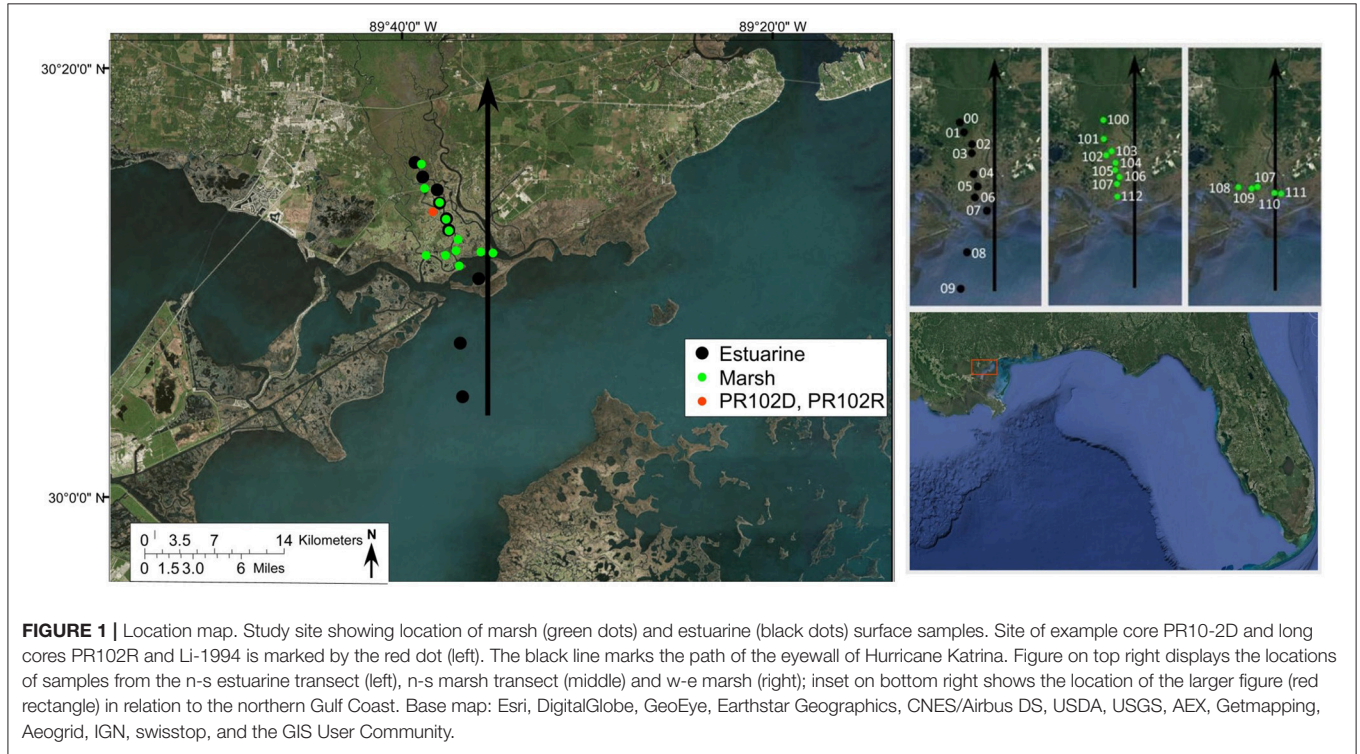 89°40'0" W
89°20'0" W
30°20'0" N
30°0'0" N
Estuarine
Marsh
PR102D, PR102R
0 3.5 7 14 Kilometers
0 1.5 3.0 6 Miles
N
00
01
02
03
04
05
06
07
08
09
100
101
103
102
104
105
106
107
112
107
108
109
111
110
FIGURE 1 | Location map. Study site showing location of marsh (green dots) and estuarine (black dots) surface samples. Site of example core PR10-2D and long
cores PR102R and Li-1994 is marked by the red dot (left). The black line marks the path of the eyewall of Hurricane Katrina. Figure on top right displays the locations
of samples from the n-s estuarine transect (left), n-s marsh transect (middle) and w-e marsh (right); inset on bottom right shows the location of the larger figure (red
rectangle) in relation to the northern Gulf Coast. Base map: Esri, DigitalGlobe, GeoEye, Earthstar Geographics, CNES/Airbus DS, USDA, USGS, AEX, Getmapping,
Aeogrid, IGN, swisstop, and the GIS User Community.